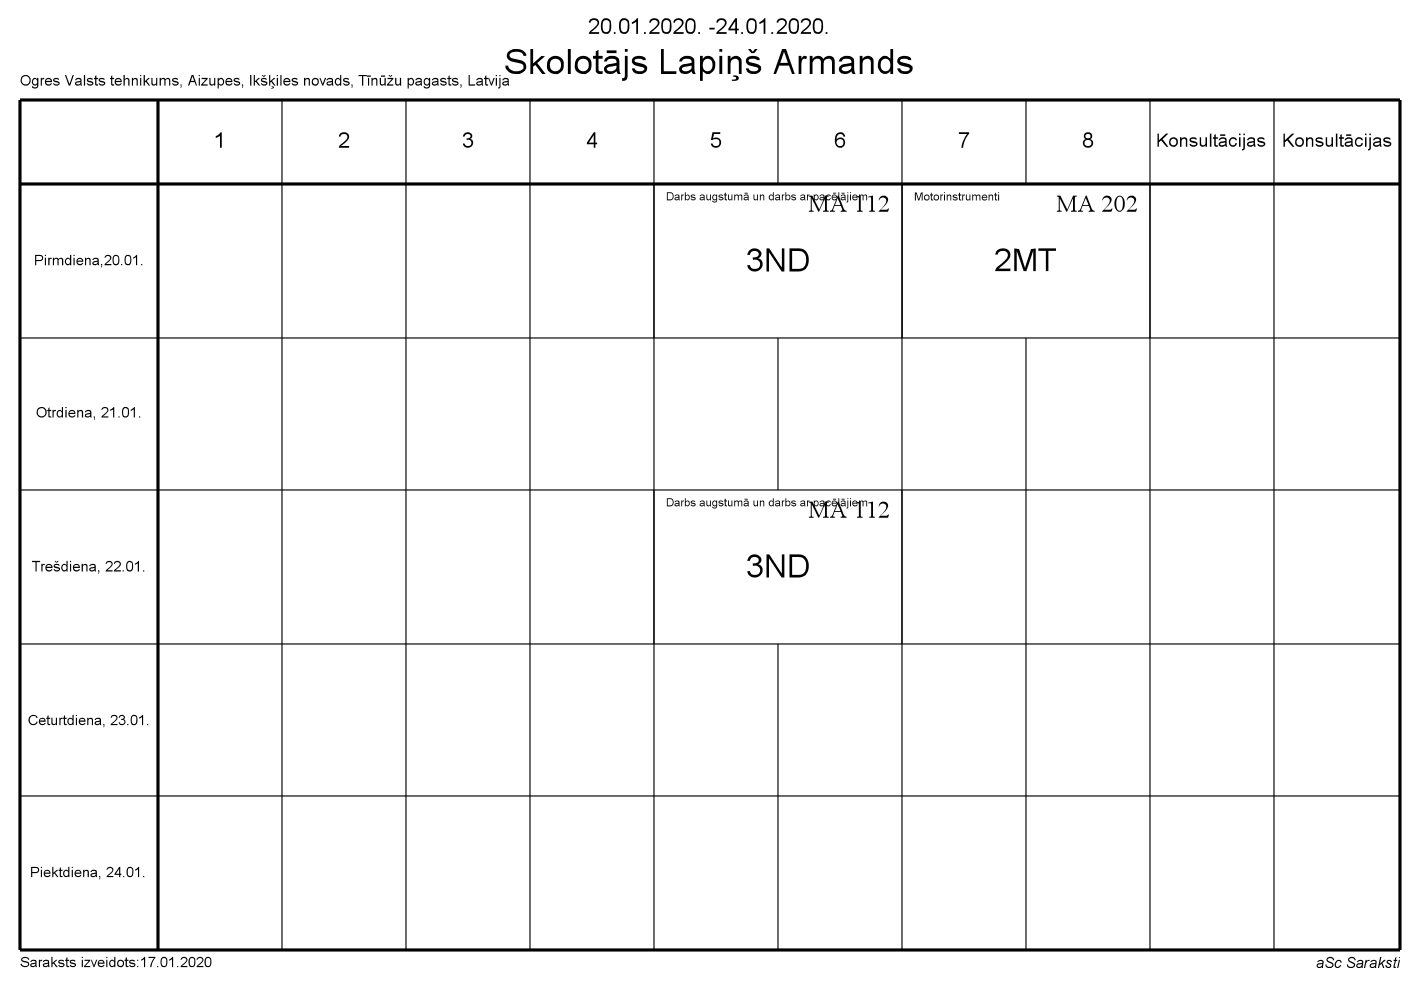 20.01.2020. -24.01.2020.
Skolotājs Lapiņš Armands
Ogres Valsts tehnikums, Aizupes, Ikšķiles novads, Tīnūžu pagasts, Latvija
1 2 3 4 5 6 7 8 Konsultācijas Konsultācijas
Darbs augstumā un darbs ar pacēlājiem MA 112 Motorinstrumenti MA 202
Pirmdiena,20.01. 3ND 2MT
Otrdiena, 21.01.
Darbs augstumā un darbs ar pacēlājiem MA 112
Trešdiena, 22.01. 3ND
Ceturtdiena, 23.01.
Piektdiena, 24.01.
Saraksts izveidots:17.01.2020 aSc Saraksti